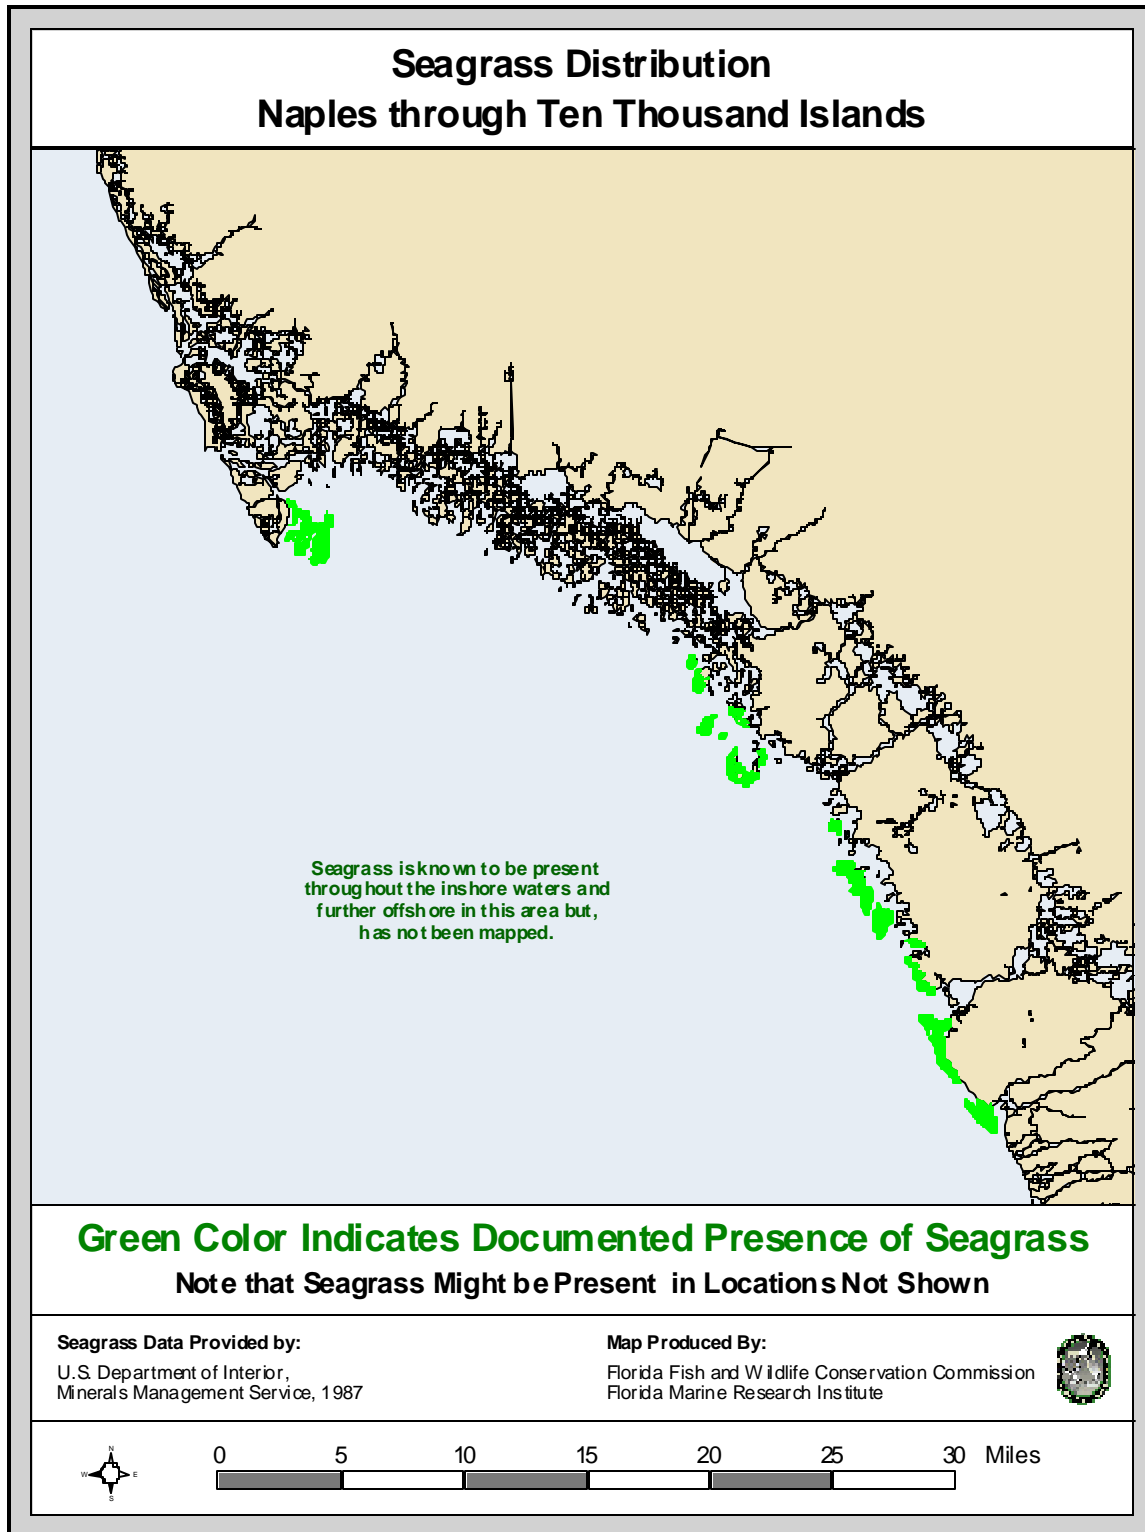 Seagrass Distribution
Naples through Ten Thousand Islands
Seagrass is known to be present
throughout the inshore waters and
further offshore in this area but,
has not been mapped.
Green Color Indicates Documented Presence of Seagrass
Note that Seagrass Might be Present in Locations Not Shown
Seagrass Data Provided by:
U.S. Department of Interior,
Minerals Management Service, 1987
Map Produced By:
Florida Fish and Wildlife Conservation Commission
Florida Marine Research Institute
N
W E
S
0 5 10 15 20 25 30 Miles